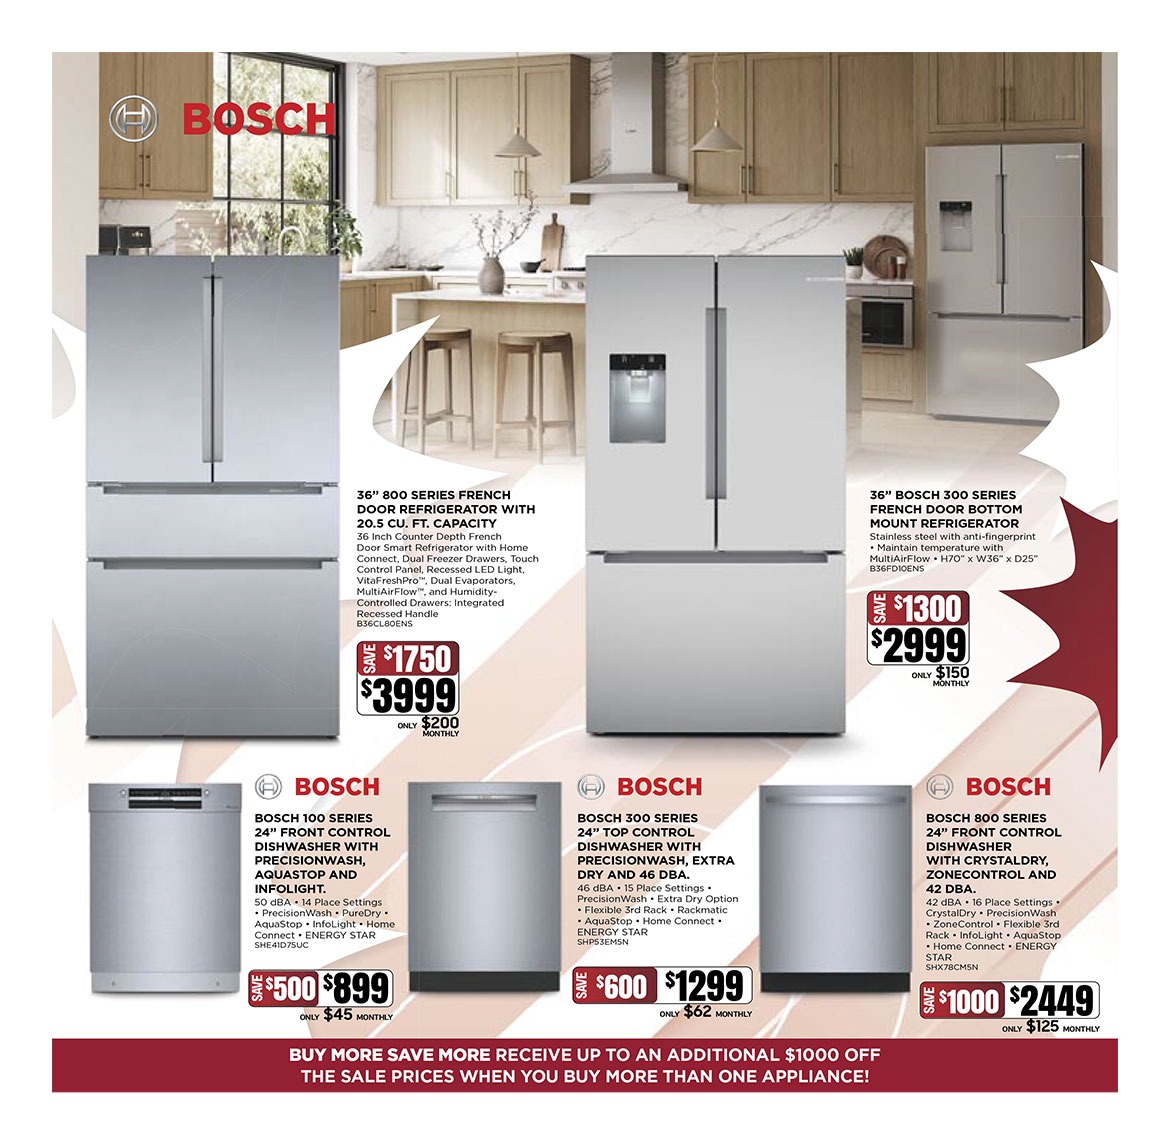 BOSCH
36” 800 SERIES FRENCH
DOOR REFRIGERATOR WITH
20.5 CU. FT. CAPACITY
36 Inch Counter Depth French
Door Smart Refrigerator with Home
Connect, Dual Freezer Drawers, Touch
Control Panel, Recessed LED Light,
VitaFreshPro™, Dual Evaporators,
MultiAirFlow™, and Humidity-
Controlled Drawers: Integrated
Recessed Handle
B36CL80ENS
SAVE $1750
$3999
ONLY $200
MONTHLY
36” BOSCH 300 SERIES
FRENCH DOOR BOTTOM
MOUNT REFRIGERATOR
Stainless steel with anti-fingerprint
• Maintain temperature with
MultiAirFlow • H70” x W36” x D25”
B36FD10ENS
SAVE $1300
$2999
ONLY $150
MONTHLY
BOSCH
BOSCH 100 SERIES
24” FRONT CONTROL
DISHWASHER WITH
PRECISIONWASH,
AQUASTOP AND
INFOLIGHT.
50 dBA • 14 Place Settings
• PrecisionWash • PureDry •
AquaStop • InfoLight • Home
Connect • ENERGY STAR
SHE41D75UC
SAVE $500 $899
ONLY $45 MONTHLY
BOSCH
BOSCH 300 SERIES
24” TOP CONTROL
DISHWASHER WITH
PRECISIONWASH, EXTRA
DRY AND 46 DBA.
46 dBA • 15 Place Settings •
PrecisionWash • Extra Dry Option
• Flexible 3rd Rack • Rackmatic
• AquaStop • Home Connect •
ENERGY STAR
SHP53EM5N
SAVE $600 $1299
ONLY $62 MONTHLY
BOSCH
BOSCH 800 SERIES
24” FRONT CONTROL
DISHWASHER
WITH CRYSTALDRY,
ZONECONTROL AND
42 DBA.
42 dBA • 16 Place Settings •
CrystalDry • PrecisionWash
• ZoneControl • Flexible 3rd
Rack • InfoLight • AquaStop
• Home Connect • ENERGY
STAR
SHX78CM5N
SAVE $1000 $2449
ONLY $125 MONTHLY
BUY MORE SAVE MORE RECEIVE UP TO AN ADDITIONAL $1000 OFF
THE SALE PRICES WHEN YOU BUY MORE THAN ONE APPLIANCE!